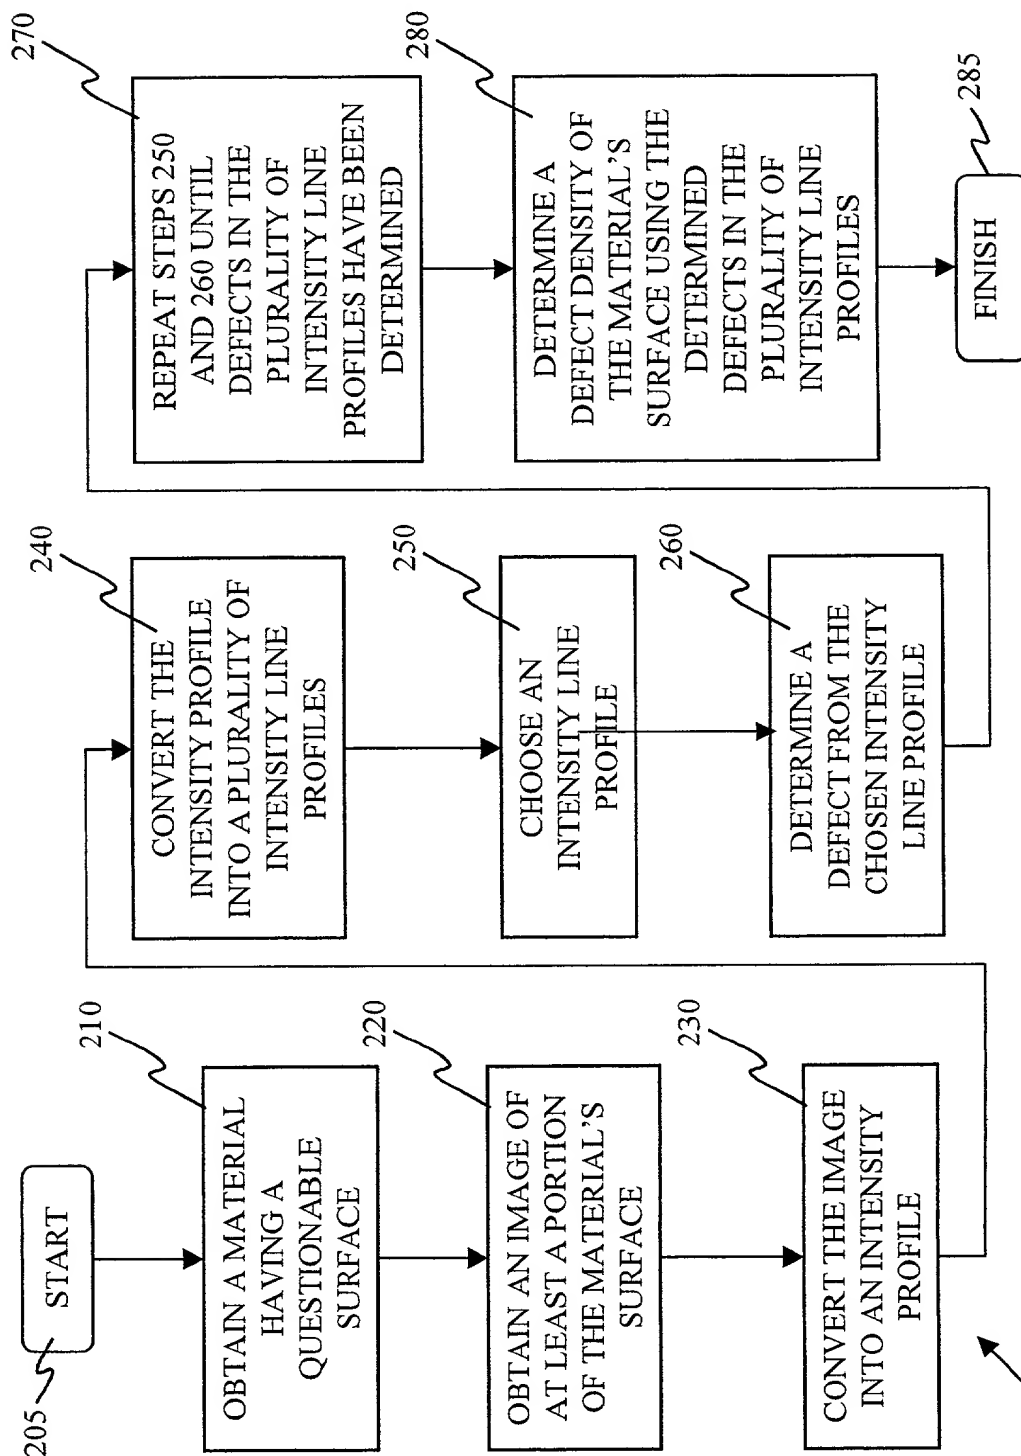 205
START
210
OBTAIN A MATERIAL
HAVING A
QUESTIONABLE
SURFACE
220
OBTAIN AN IMAGE OF
AT LEAST A PORTION
OF THE MATERIAL'S
SURFACE
230
CONVERT THE IMAGE
INTO AN INTENSITY
PROFILE
240
CONVERT THE
INTENSITY PROFILE
INTO A PLURALITY OF
INTENSITY LINE
PROFILES
250
CHOOSE AN
INTENSITY LINE
PROFILE
260
DETERMINE A
DEFECT FROM THE
CHOSEN INTENSITY
LINE PROFILE
270
REPEAT STEPS 250
AND 260 UNTIL
DEFECTS IN THE
PLURALITY OF
INTENSITY LINE
PROFILES HAVE BEEN
DETERMINED
280
DETERMINE A
DEFECT DENSITY OF
THE MATERIAL'S
SURFACE USING THE
DETERMINED
DEFECTS IN THE
PLURALITY OF
INTENSITY LINE
PROFILES
285
FINISH